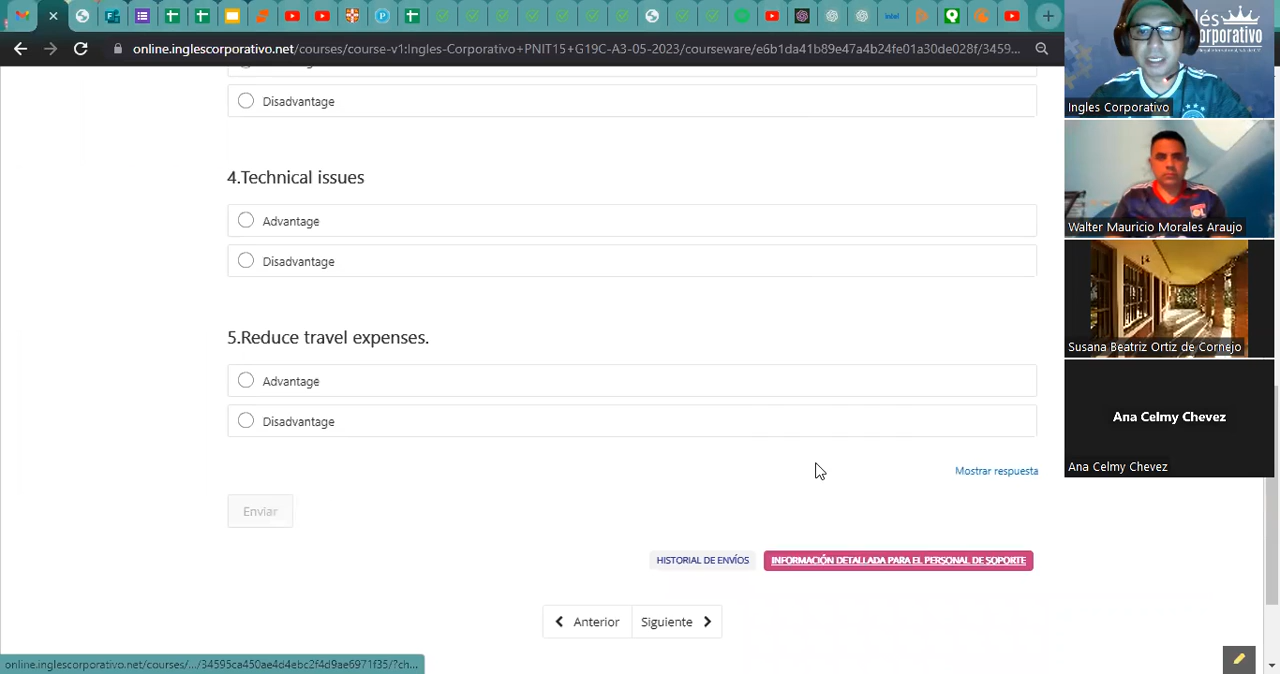 online.inglescorporativo.net/courses/course-v1:Ingles-Corporativo+PNIT15+G19C-A3-05-2023/courseware/e6b1da41b89e47a4b24fe01a30de028f/3459...
Disadvantage
4.Technical issues
Advantage
Disadvantage
5.Reduce travel expenses.
Advantage
Disadvantage
Mostrar respuesta
Enviar
HISTORIAL DE ENVÍOS
INFORMACIÓN DETALLADA PARA EL PERSONAL DE SOPORTE
Anterior
Siguiente
online.inglescorporativo.net/courses/.../34595ca450ae4d4ebc2f4d9ae6971f35/?ch...
Ingles Corporativo
Walter Mauricio Morales Araujo
Susana Beatriz Ortiz de Cornejo
Ana Celmy Chevez
Ana Celmy Chevez